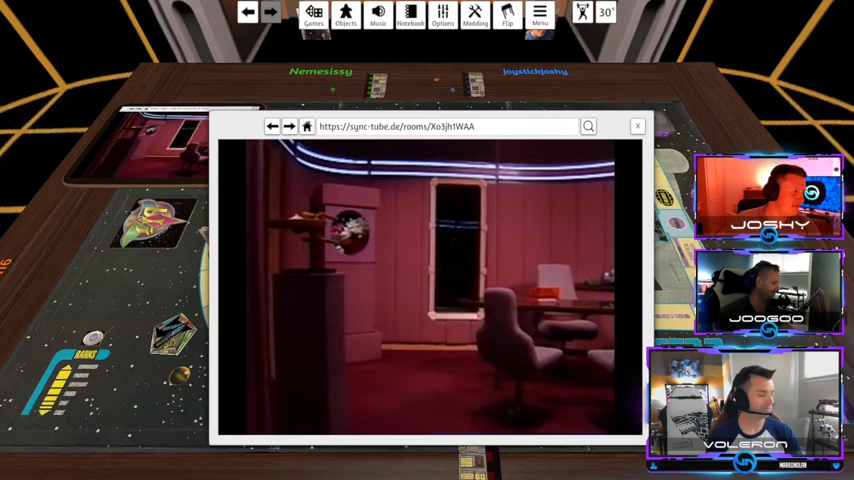 30°
Games
Objects
Music
Notebook
Options
Modding
Flip
Menu
Nemesissy
JoystickJoshy
https://sync-tube.de/rooms/Xo3jh1WAA
X
JOSHY
JOOGOO
VOLERON
RANKS